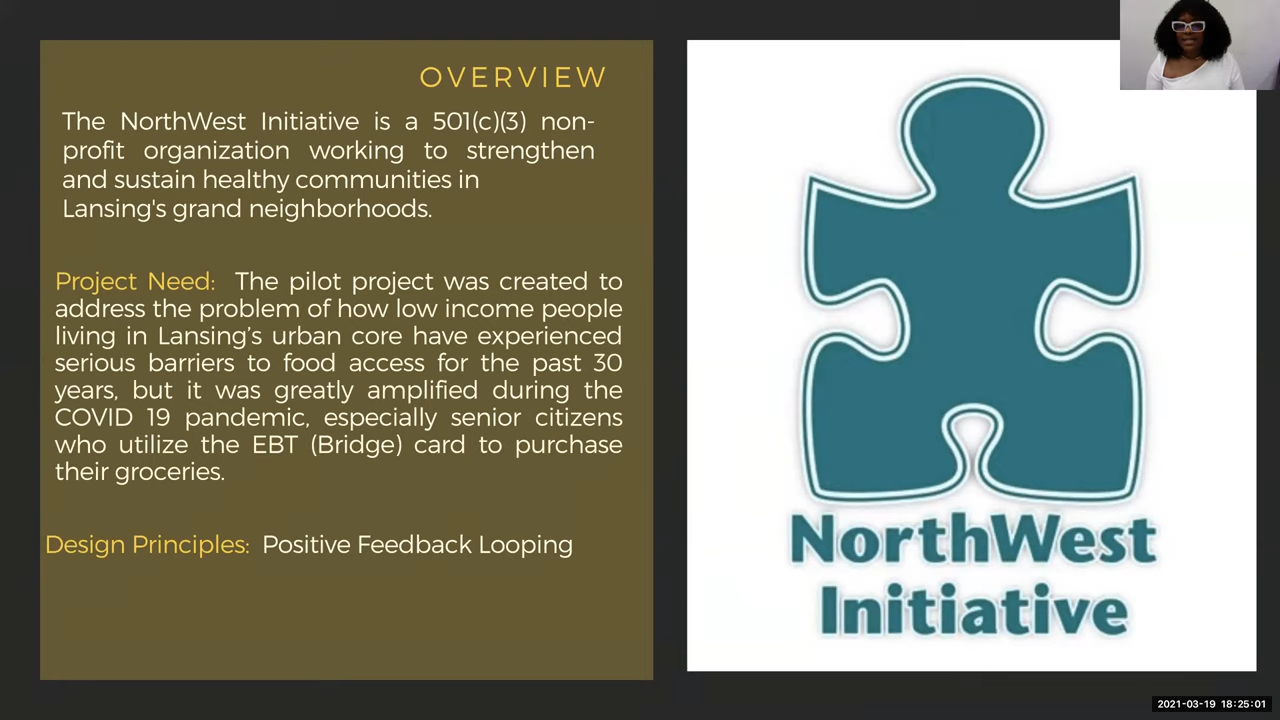 OVERVIEW
The NorthWest Initiative is a 501(c)(3) non-
profit organization working to strengthen
and sustain healthy communities in
Lansing's grand neighborhoods.
Project Need: The pilot project was created to
address the problem of how low income people
living in Lansing’s urban core have experienced
serious barriers to food access for the past 30
years, but it was greatly amplified during the
COVID 19 pandemic, especially senior citizens
who utilize the EBT (Bridge) card to purchase
their groceries.
Design Principles: Positive Feedback Looping
NorthWest
Initiative
2021-03-19 18:25:01